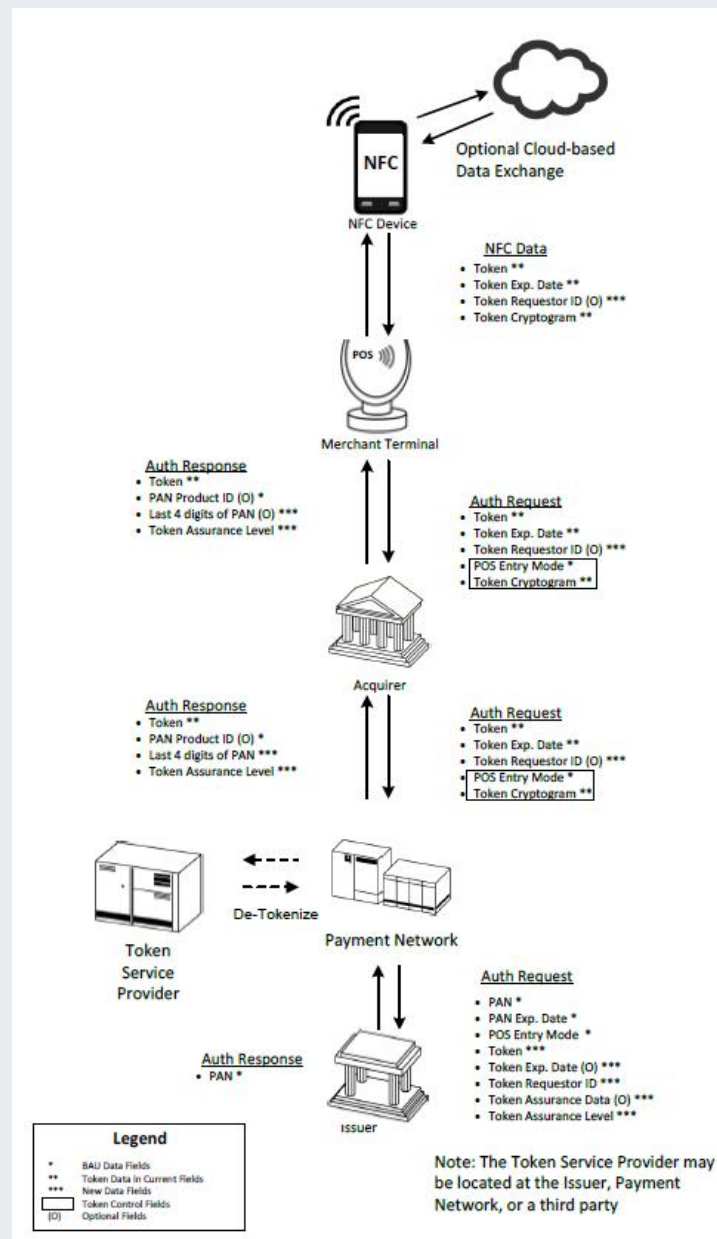 NFC
Optional Cloud-based
Data Exchange
NFC Device
NFC Data
• Token **
• Token Exp. Date **
• Token Requestor ID (O) ***
• Token Cryptogram **
POS
Merchant Terminal
Auth Response
• Token **
• PAN Product ID (O) *
• Last 4 digits of PAN (O) ***
• Token Assurance Level ***
Auth Request
• Token **
• Token Exp. Date **
• Token Requestor ID (O) ***
• POS Entry Mode *
• Token Cryptogram **
Acquirer
Auth Response
• Token **
• PAN Product ID (O) *
• Last 4 digits of PAN ***
• Token Assurance Level ***
Auth Request
• Token **
• Token Exp. Date **
• Token Requestor ID (O) ***
• POS Entry Mode *
• Token Cryptogram **
De-Tokenize
Token
Service
Provider
Payment Network
Auth Request
• PAN *
• PAN Exp. Date *
• POS Entry Mode *
• Token ***
• Token Exp. Date (O) ***
• Token Requestor ID ***
• Token Assurance Data (O) ***
• Token Assurance Level ***
Auth Response
• PAN *
Issuer
Legend
* BAU Data Fields
** Token Data in Current Fields
*** New Data Fields
Token Control Fields
(O) Optional Fields
Note: The Token Service Provider may
be located at the Issuer, Payment
Network, or a third party